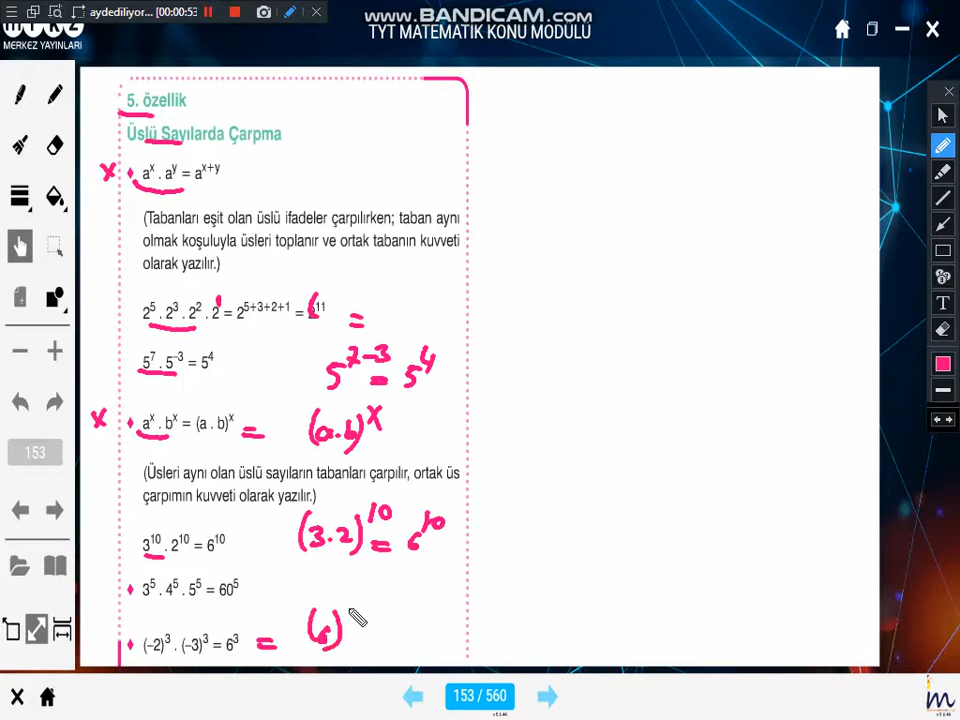 aydediliyor... [00:00:53]
www.BANDICAM.com
MERKEZ YAYINLARI
TYT MATEMATİK KONU MODULU
5. özellik
Üslü Sayılarda Çarpma
x ♦ aˣ . aʸ = aˣ⁺ʸ
(Tabanları eşit olan üslü ifadeler çarpılırken; taban aynı
olmak koşuluyla üsleri toplanır ve ortak tabanın kuvveti
olarak yazılır.)
2⁵ . 2³ . 2² . 2¹ = 2⁵⁺³⁺²⁺¹ = 2¹¹ =
5⁷ . 5⁻³ = 5⁴ 5⁷⁻³ = 5⁴
x ♦ aˣ . bˣ = (a . b)ˣ = (a.b)ˣ
(Üsleri aynı olan üslü sayıların tabanları çarpılır, ortak üs
çarpımın kuvveti olarak yazılır.)
3¹⁰ . 2¹⁰ = 6¹⁰ (3.2)¹⁰ = 6¹⁰
♦ 3⁵ . 4⁵ . 5⁵ = 60⁵
♦ (–2)³ . (–3)³ = 6³ = (6)
153
153 / 560
T